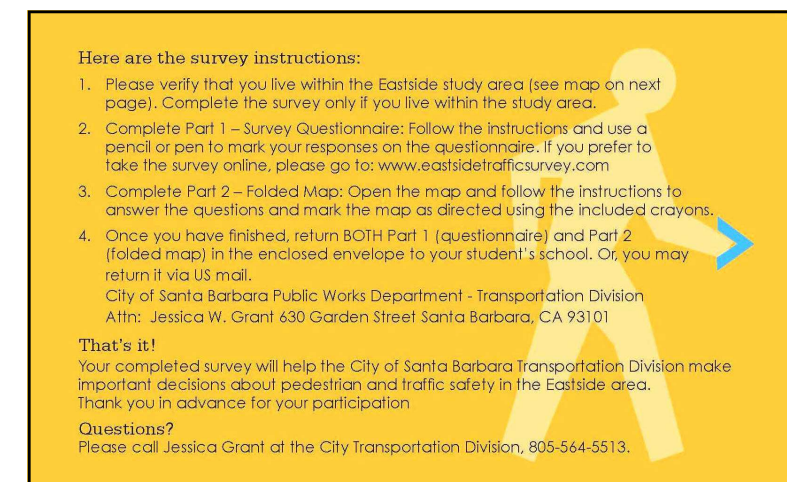 Here are the survey instructions:
1. Please verify that you live within the Eastside study area (see map on next
page). Complete the survey only if you live within the study area.
2. Complete Part 1 – Survey Questionnaire: Follow the instructions and use a
pencil or pen to mark your responses on the questionnaire. If you prefer to
take the survey online, please go to: www.eastsidetrafficsurvey.com
3. Complete Part 2 – Folded Map: Open the map and follow the instructions to
answer the questions and mark the map as directed using the included crayons.
4. Once you have finished, return BOTH Part 1 (questionnaire) and Part 2
(folded map) in the enclosed envelope to your student's school. Or, you may
return it via US mail.
City of Santa Barbara Public Works Department - Transportation Division
Attn: Jessica W. Grant 630 Garden Street Santa Barbara, CA 93101
That's it!
Your completed survey will help the City of Santa Barbara Transportation Division make
important decisions about pedestrian and traffic safety in the Eastside area.
Thank you in advance for your participation
Questions?
Please call Jessica Grant at the City Transportation Division, 805-564-5513.